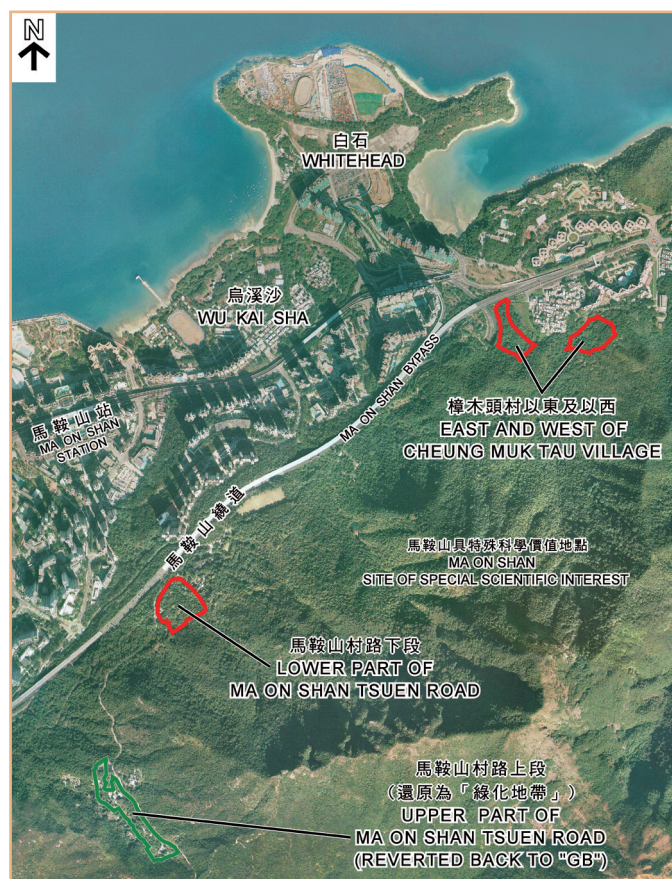 N
白石
WHITEHEAD
烏溪沙
WU KAI SHA
MA ON SHAN BYPASS
馬鞍山站
MA ON SHAN
STATION
樟木頭村以東及以西
EAST AND WEST OF
CHEUNG MUK TAU VILLAGE
馬鞍山繞道
馬鞍山具特殊科學價值地點
MA ON SHAN
SITE OF SPECIAL SCIENTIFIC INTEREST
馬鞍山村路下段
LOWER PART OF
MA ON SHAN TSUEN ROAD
馬鞍山村路上段
（還原為「綠化地帶」）
UPPER PART OF
MA ON SHAN TSUEN ROAD
(REVERTED BACK TO "GB")